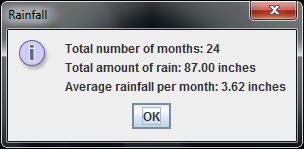 Rainfall
Total number of months: 24
Total amount of rain: 87.00 inches
Average rainfall per month: 3.62 inches
OK